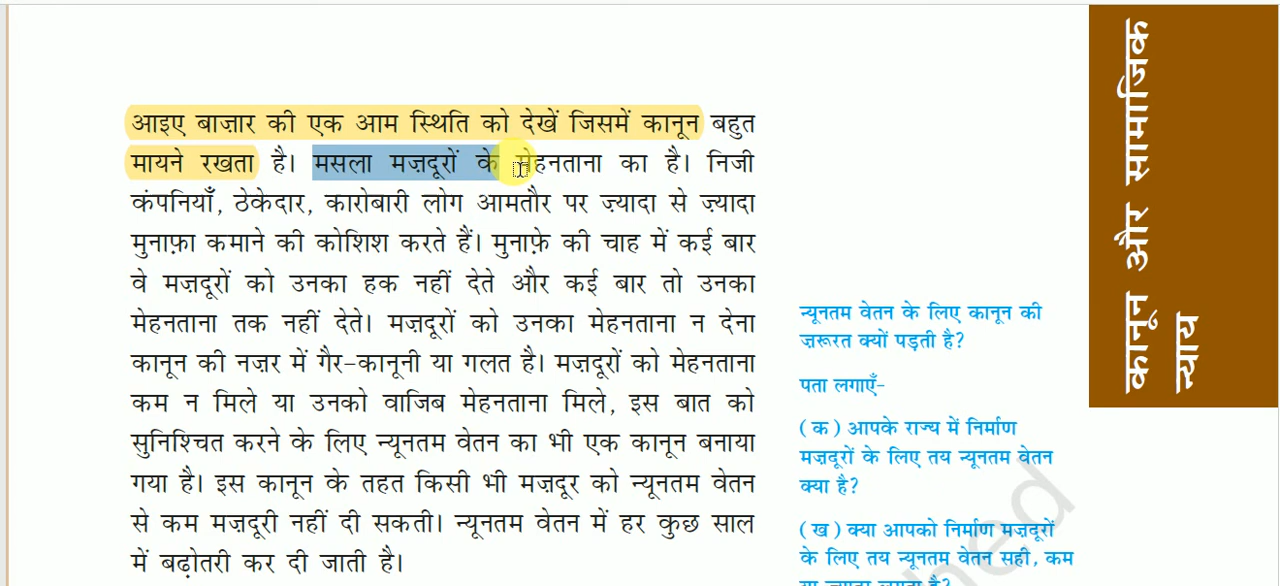 आइए बाज़ार की एक आम स्थिति को देखें जिसमें कानून बहुत
मायने रखता है। मसला मज़दूरों के मेहनताना का है। निजी
कंपनियाँ, ठेकेदार, कारोबारी लोग आमतौर पर ज़्यादा से ज़्यादा
मुनाफ़ा कमाने की कोशिश करते हैं। मुनाफ़े की चाह में कई बार
वे मज़दूरों को उनका हक नहीं देते और कई बार तो उनका
मेहनताना तक नहीं देते। मज़दूरों को उनका मेहनताना न देना
कानून की नज़र में गैर-कानूनी या गलत है। मज़दूरों को मेहनताना
कम न मिले या उनको वाजिब मेहनताना मिले, इस बात को
सुनिश्चित करने के लिए न्यूनतम वेतन का भी एक कानून बनाया
गया है। इस कानून के तहत किसी भी मज़दूर को न्यूनतम वेतन
से कम मज़दूरी नहीं दी सकती। न्यूनतम वेतन में हर कुछ साल
में बढ़ोतरी कर दी जाती है।
न्यूनतम वेतन के लिए कानून की
ज़रूरत क्यों पड़ती है?
पता लगाएँ-
(क) आपके राज्य में निर्माण
मज़दूरों के लिए तय न्यूनतम वेतन
क्या है?
(ख) क्या आपको निर्माण मज़दूरों
के लिए तय न्यूनतम वेतन सही, कम
कानून और सामाजिक
न्याय